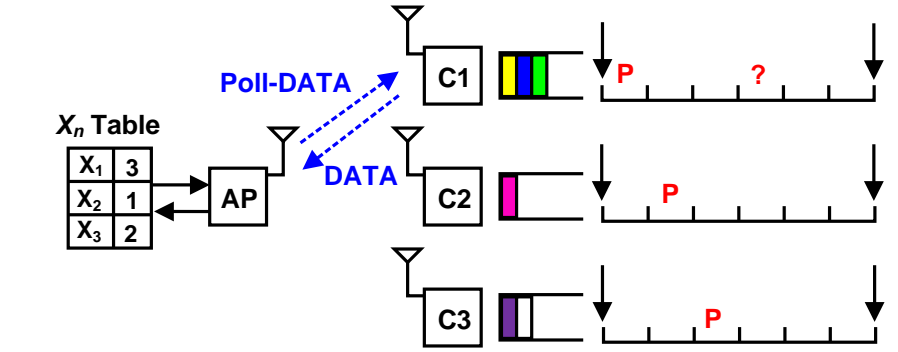 C1
P
?
Poll-DATA
Xn Table
X1 3
X2 1
X3 2
AP
DATA
C2
P
C3
P